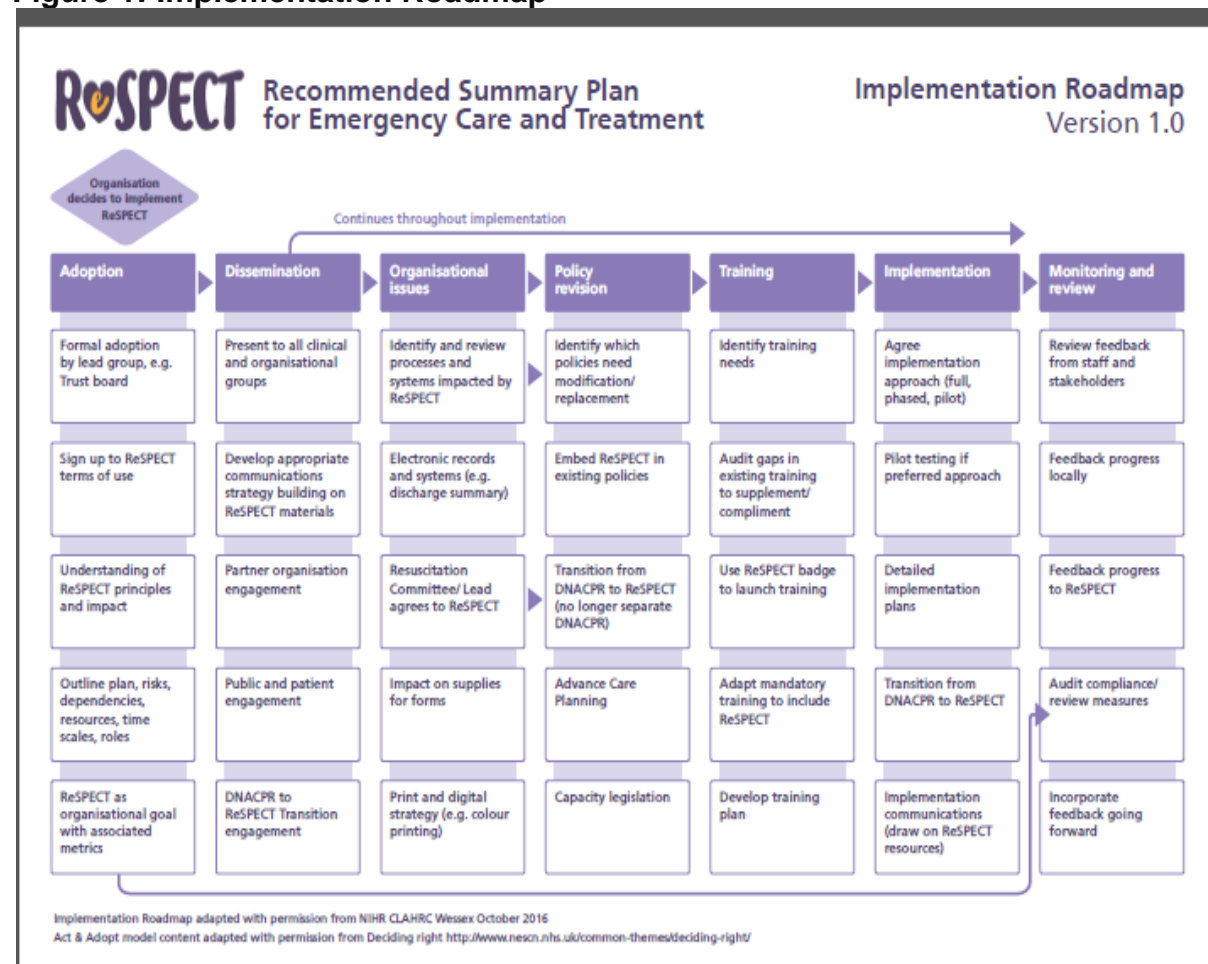 Figure 1: Implementation Roadmap
ReSPECT
Recommended Summary Plan
for Emergency Care and Treatment
Implementation Roadmap
Version 1.0
Organisation
decides to implement
ReSPECT
Continues throughout implementation
Adoption
Dissemination
Organisational
issues
Policy
revision
Training
Implementation
Monitoring and
review
Formal adoption
by lead group, e.g.
Trust board
Present to all clinical
and organisational
groups
Identify and review
processes and
systems impacted by
ReSPECT
Identify which
policies need
modification/
replacement
Identify training
needs
Agree
implementation
approach (full,
phased, pilot)
Review feedback
from staff and
stakeholders
Sign up to ReSPECT
terms of use
Develop appropriate
communications
strategy building on
ReSPECT materials
Electronic records
and systems (e.g.
discharge summary)
Embed ReSPECT in
existing policies
Audit gaps in
existing training
to supplement/
compliment
Pilot testing if
preferred approach
Feedback progress
locally
Understanding of
ReSPECT principles
and impact
Partner organisation
engagement
Resuscitation
Committee/ Lead
agrees to ReSPECT
Transition from
DNACPR to ReSPECT
(no longer separate
DNACPR)
Use ReSPECT badge
to launch training
Detailed
implementation
plans
Feedback progress
to ReSPECT
Outline plan, risks,
dependencies,
resources, time
scales, roles
Public and patient
engagement
Impact on supplies
for forms
Advance Care
Planning
Adapt mandatory
training to include
ReSPECT
Transition from
DNACPR to ReSPECT
Audit compliance/
review measures
ReSPECT as
organisational goal
with associated
metrics
DNACPR to
ReSPECT Transition
engagement
Print and digital
strategy (e.g. colour
printing)
Capacity legislation
Develop training
plan
Implementation
communications
(draw on ReSPECT
resources)
Incorporate
feedback going
forward
Implementation Roadmap adapted with permission from NIHR CLAHRC Wessex October 2016
Act & Adopt model content adapted with permission from Deciding right http://www.nescn.nhs.uk/common-themes/deciding-right/